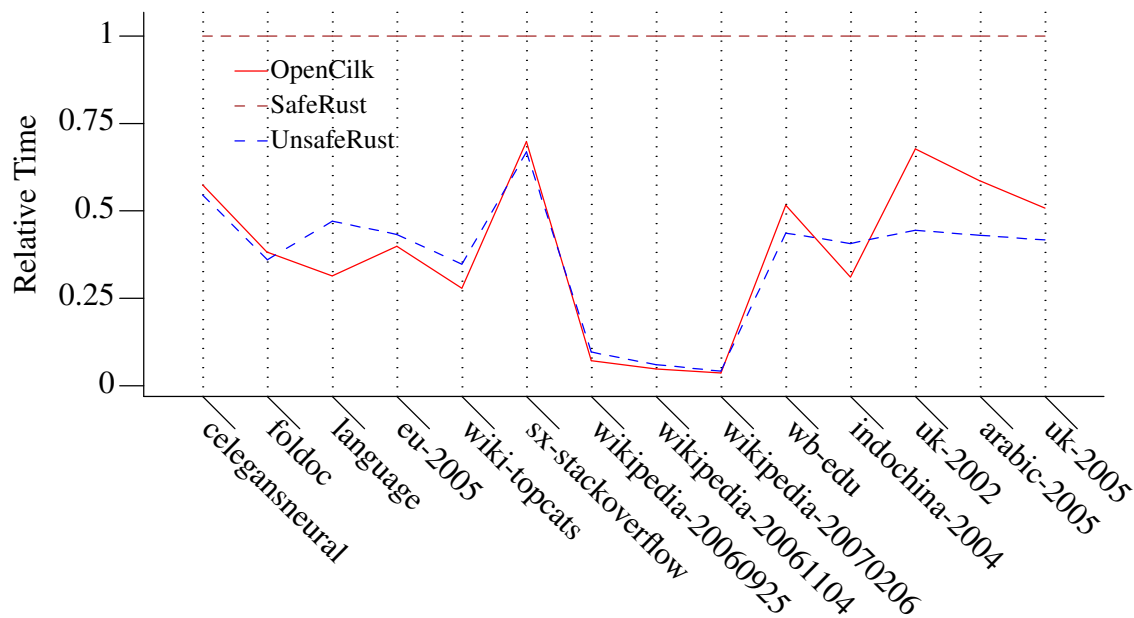 1
0.75
0.5
0.25
0
Relative Time
OpenCilk
SafeRust
UnsafeRust
celegansneural
foldoc
language
eu-2005
wiki-topcats
sx-stackoverflow
wikipedia-20060925
wikipedia-20061104
wikipedia-20070206
wb-edu
indochina-2004
uk-2002
arabic-2005
uk-2005